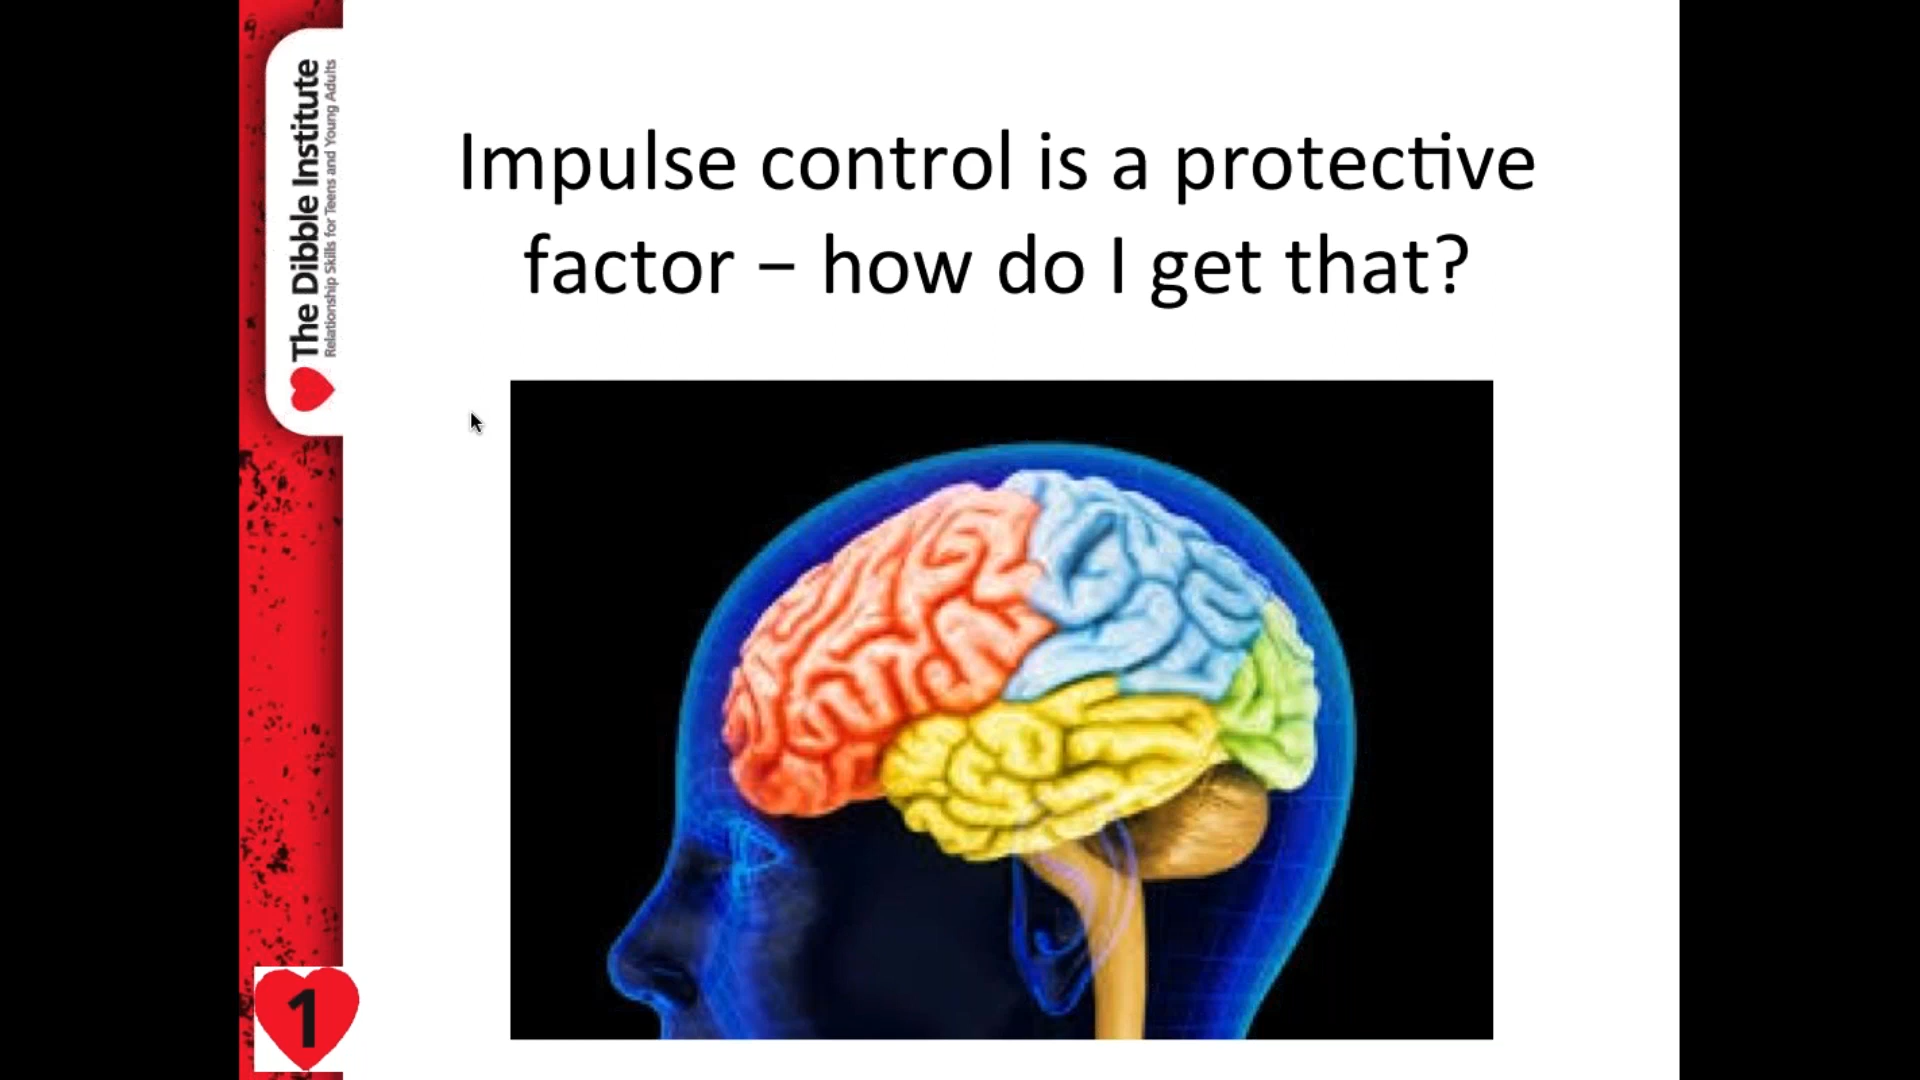 Impulse control is a protective
factor – how do I get that?
The Dibble Institute
Relationship Skills for Teens and Young Adults
1